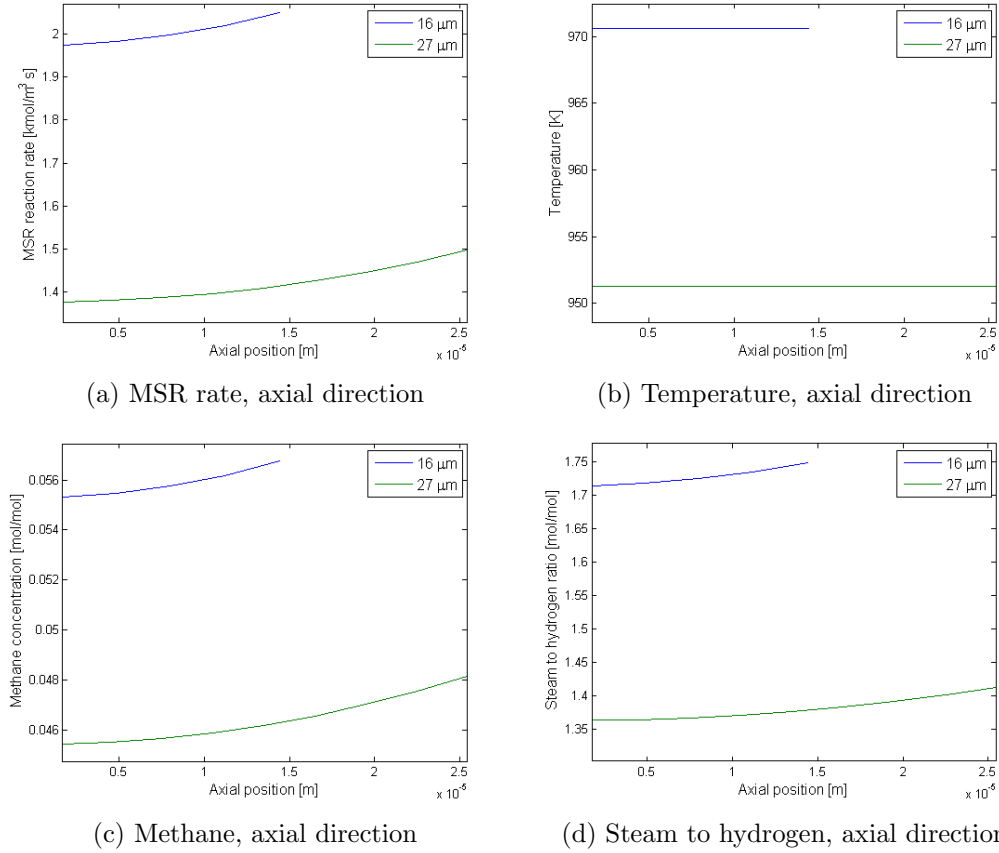 16 μm
27 μm
2
1.9
1.8
1.7
1.6
1.5
1.4
MSR reaction rate [kmol/m³ s]
0.5
1
1.5
2
2.5
Axial position [m]
x 10⁻⁵
(a) MSR rate, axial direction
16 μm
27 μm
970
965
960
955
950
Temperature [K]
0.5
1
1.5
2
2.5
Axial position [m]
x 10⁻⁵
(b) Temperature, axial direction
16 μm
27 μm
0.056
0.054
0.052
0.05
0.048
0.046
Methane concentration [mol/mol]
0.5
1
1.5
2
2.5
Axial position [m]
x 10⁻⁵
(c) Methane, axial direction
16 μm
27 μm
1.75
1.7
1.65
1.6
1.55
1.5
1.45
1.4
1.35
Steam to hydrogen ratio [mol/mol]
0.5
1
1.5
2
2.5
Axial position [m]
x 10⁻⁵
(d) Steam to hydrogen, axial direction